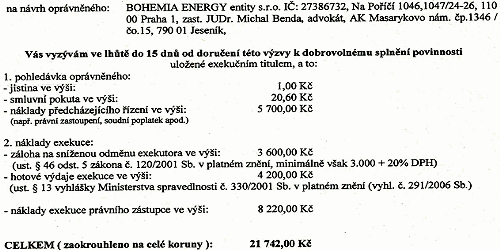 na návrh oprávněného: BOHEMIA ENERGY entity s.r.o. IČ: 27386732, Na Poříčí 1046,1047/24-26, 110
00 Praha 1, zast. JUDr. Michal Benda, advokát, AK Masarykovo nám. čp.1346 /
čo.15, 790 01 Jeseník,
Vás vyzývám ve lhůtě do 15 dnů od doručení této výzvy k dobrovolnému splnění povinnosti
uložené exekučním titulem, a to:
1. pohledávka oprávněného:
- jistina ve výši: 1,00 Kč
- smluvní pokuta ve výši: 20,60 Kč
- náklady předcházejícího řízení ve výši: 5 700,00 Kč
(např. právní zastoupení, soudní poplatek apod.)
2. náklady exekuce:
- záloha na sníženou odměnu exekutora ve výši: 3 600,00 Kč
(ust. § 46 odst. 5 zákona č. 120/2001 Sb. v platném znění, minimálně však 3.000 + 20% DPH)
- hotové výdaje exekuce ve výši: 4 200,00 Kč
(ust. § 13 vyhlášky Ministerstva spravedlnosti č. 330/2001 Sb. v platném znění (vyhl. č. 291/2006 Sb.)
- náklady exekuce právního zástupce ve výši: 8 220,00 Kč
CELKEM ( zaokrouhleno na celé koruny ): 21 742,00 Kč